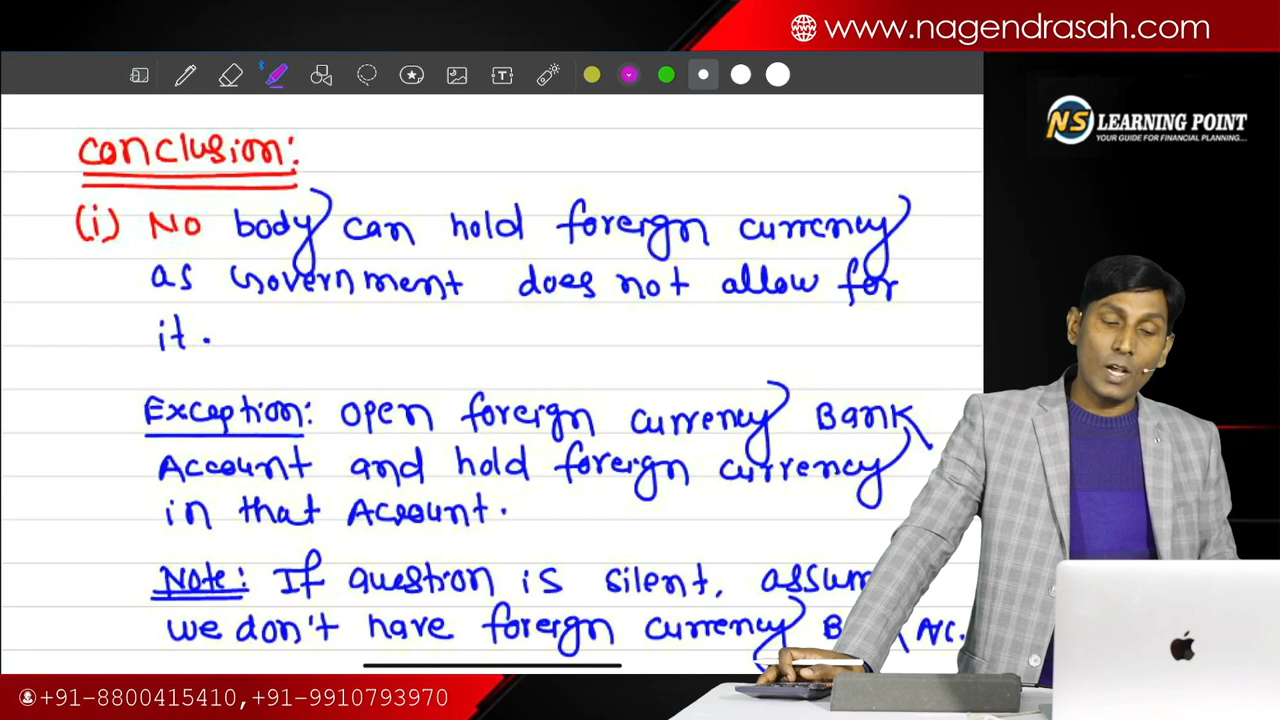 www.nagendrasah.com
NS LEARNING POINT
YOUR GUIDE FOR FINANCIAL PLANNING....
Conclusion:
(i) No body can hold foreign currency
as Government does not allow for
it.
Exception: open foreign currency Bank
Account and hold foreign currency
in that Account.
Note: If question is silent, assum
we don't have foreign currency B A/C.
+91-8800415410,+91-9910793970